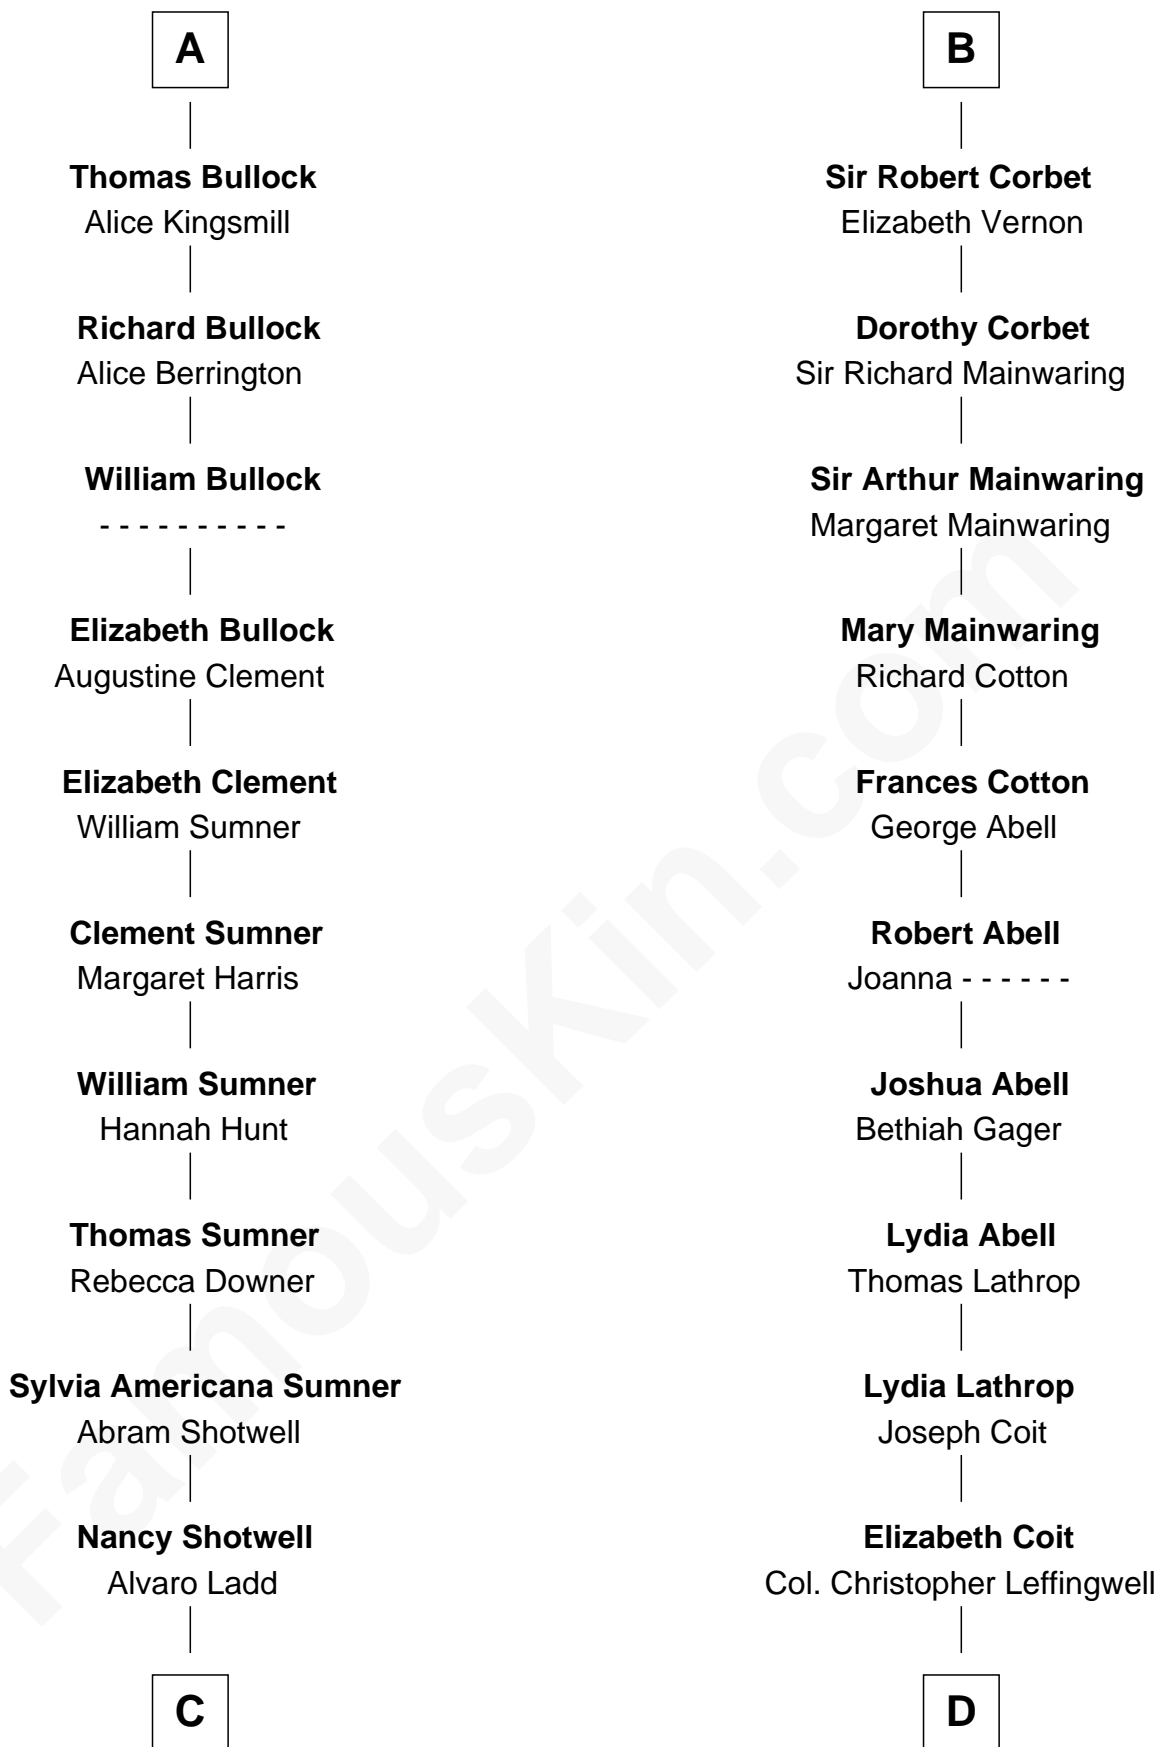 A
Thomas Bullock
Alice Kingsmill
Richard Bullock
Alice Berrington
William Bullock
- - - - - - - - - -
Elizabeth Bullock
Augustine Clement
Elizabeth Clement
William Sumner
Clement Sumner
Margaret Harris
William Sumner
Hannah Hunt
Thomas Sumner
Rebecca Downer
Sylvia Americana Sumner
Abram Shotwell
Nancy Shotwell
Alvaro Ladd
C
B
Sir Robert Corbet
Elizabeth Vernon
Dorothy Corbet
Sir Richard Mainwaring
Sir Arthur Mainwaring
Margaret Mainwaring
Mary Mainwaring
Richard Cotton
Frances Cotton
George Abell
Robert Abell
Joanna - - - - - -
Joshua Abell
Bethiah Gager
Lydia Abell
Thomas Lathrop
Lydia Lathrop
Joseph Coit
Elizabeth Coit
Col. Christopher Leffingwell
D
FamousKin.com